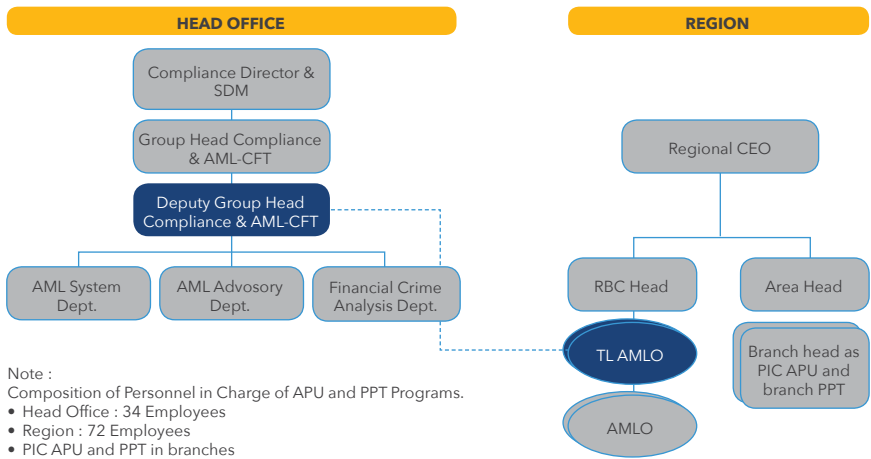 HEAD OFFICE
Compliance Director &
SDM
Group Head Compliance
& AML-CFT
Deputy Group Head
Compliance & AML-CFT
AML System
Dept.
AML Advosory
Dept.
Financial Crime
Analysis Dept.
REGION
Regional CEO
RBC Head
Area Head
TL AMLO
Branch head as
PIC APU and
branch PPT
AMLO
Note :
Composition of Personnel in Charge of APU and PPT Programs.
• Head Office : 34 Employees
• Region : 72 Employees
• PIC APU and PPT in branches